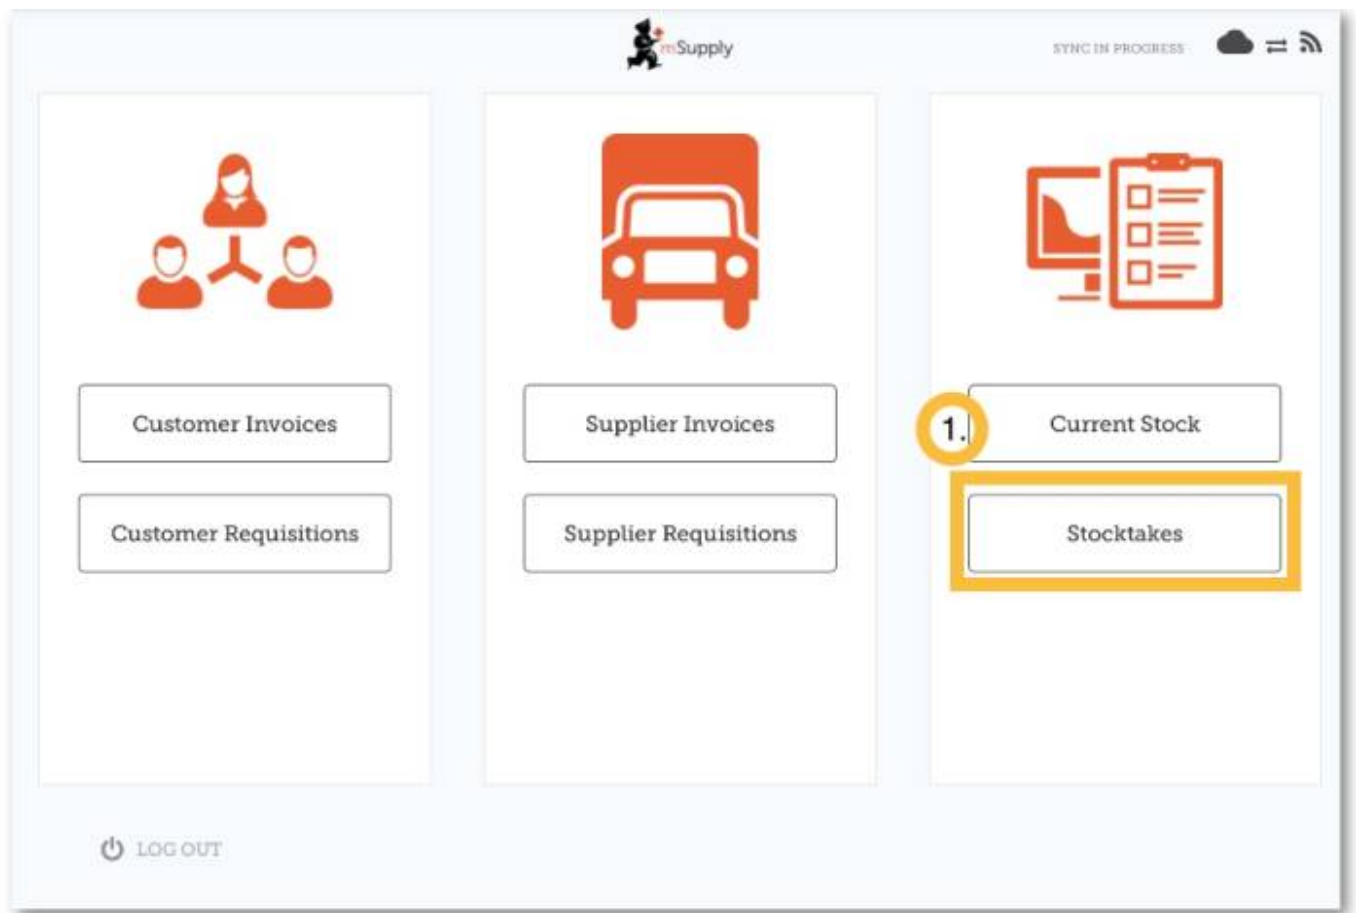 mSupply
SYNC IN PROGRESS
Customer Invoices
Customer Requisitions
Supplier Invoices
Supplier Requisitions
1.
Current Stock
Stocktakes
LOG OUT